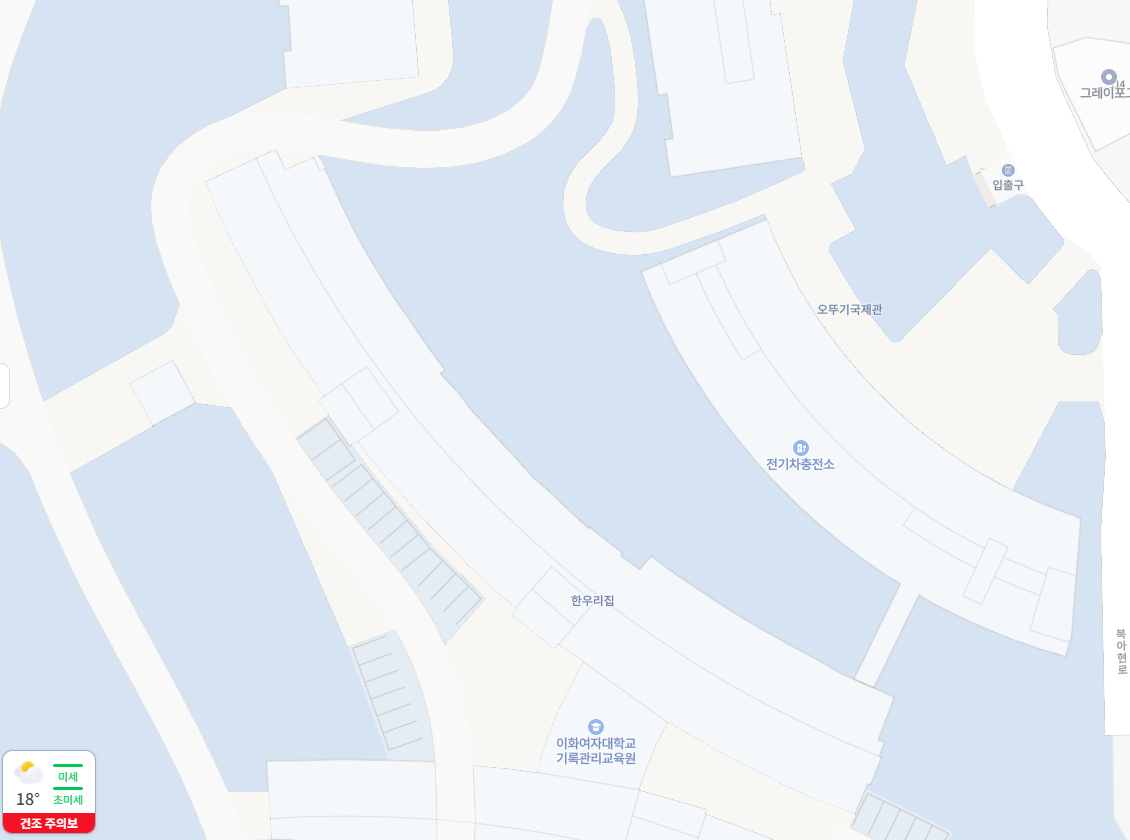 그레이포그
입출구
오뚜기국제관
전기차충전소
한우리집
북아현로
이화여자대학교
기록관리교육원
18°
미세
초미세
건조 주의보